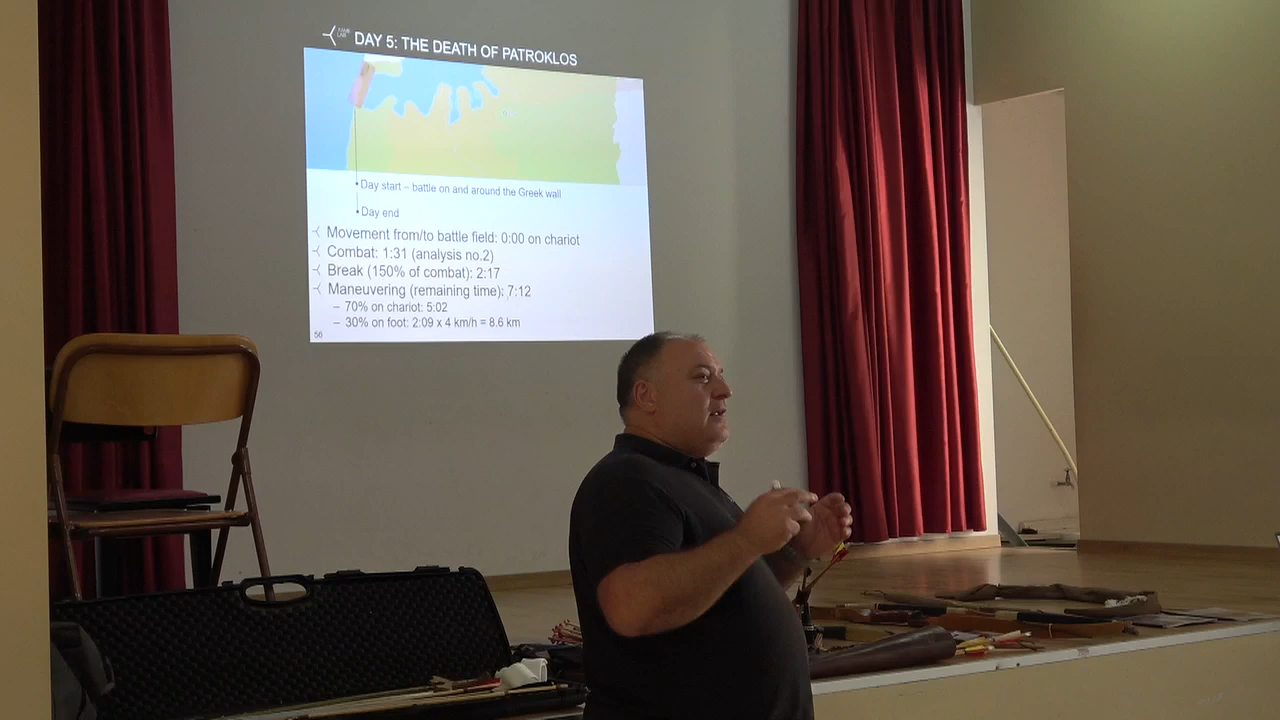 FAME
LAB
DAY 5: THE DEATH OF PATROKLOS
Day start – battle on and around the Greek wall
Day end
Movement from/to battle field: 0:00 on chariot
Combat: 1:31 (analysis no.2)
Break (150% of combat): 2:17
Maneuvering (remaining time): 7:12
– 70% on chariot: 5:02
– 30% on foot: 2:09 x 4 km/h = 8.6 km
56